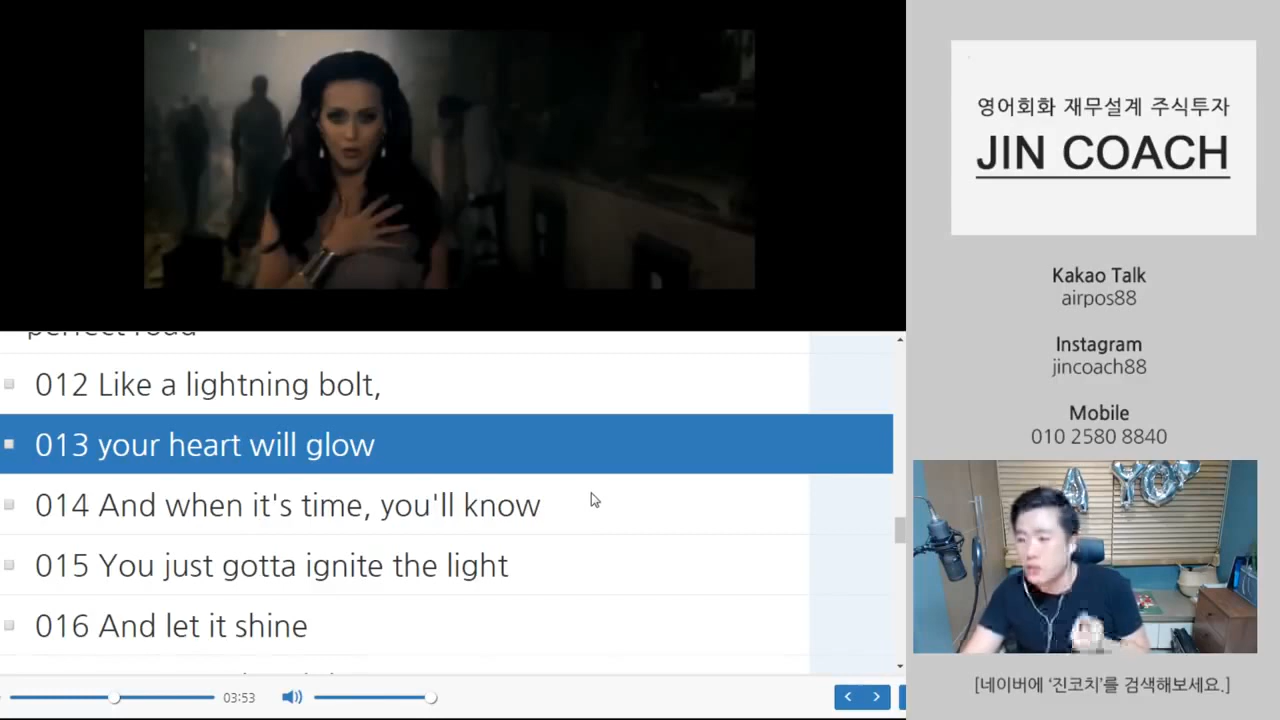 perfect road
012 Like a lightning bolt,
013 your heart will glow
014 And when it's time, you'll know
015 You just gotta ignite the light
016 And let it shine
03:53
영어회화 재무설계 주식투자
JIN COACH
Kakao Talk
airpos88
Instagram
jincoach88
Mobile
010 2580 8840
A YO
[네이버에 '진코치'를 검색해보세요.]